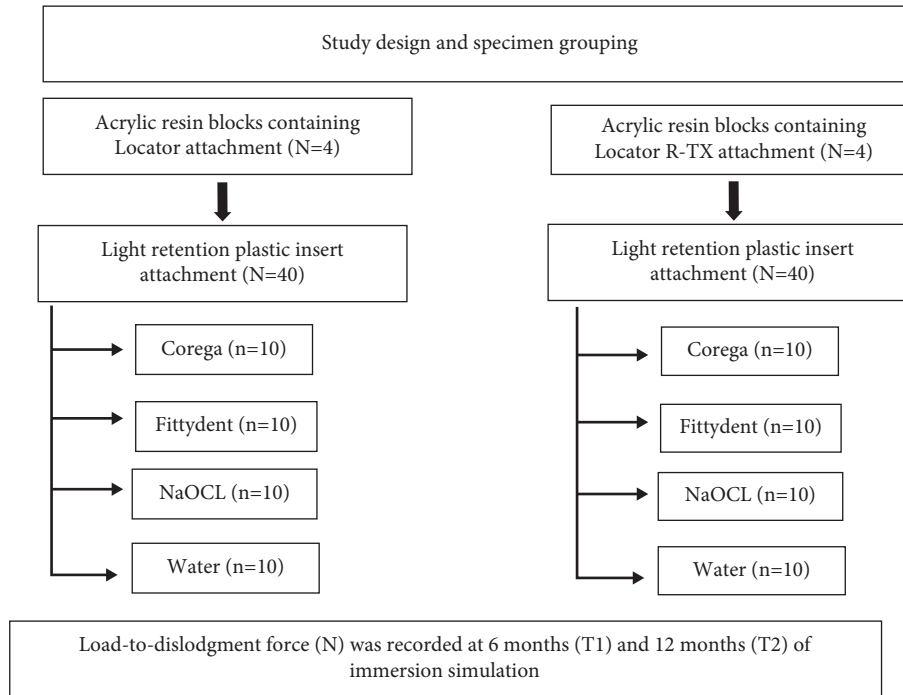 Study design and specimen grouping
Acrylic resin blocks containing
Locator attachment (N=4)
Light retention plastic insert
attachment (N=40)
Corega (n=10)
Fittydent (n=10)
NaOCL (n=10)
Water (n=10)
Acrylic resin blocks containing
Locator R-TX attachment (N=4)
Light retention plastic insert
attachment (N=40)
Corega (n=10)
Fittydent (n=10)
NaOCL (n=10)
Water (n=10)
Load-to-dislodgment force (N) was recorded at 6 months (T1) and 12 months (T2) of
immersion simulation